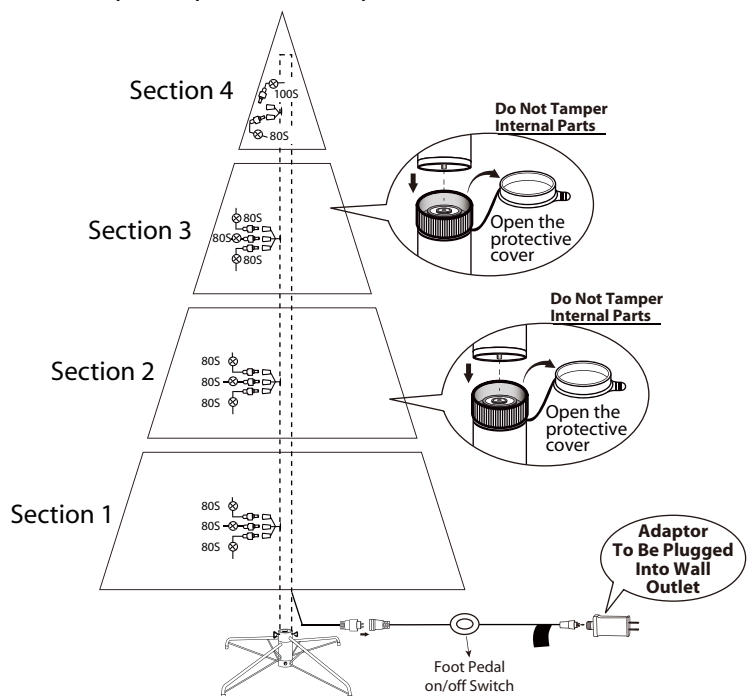 Section 4
100S
80S
Do Not Tamper
Internal Parts
Open the
protective
cover
Section 3
80S
80S
80S
Do Not Tamper
Internal Parts
Open the
protective
cover
Section 2
80S
80S
80S
Section 1
80S
80S
80S
Adaptor
To Be Plugged
Into Wall
Outlet
Foot Pedal
on/off Switch